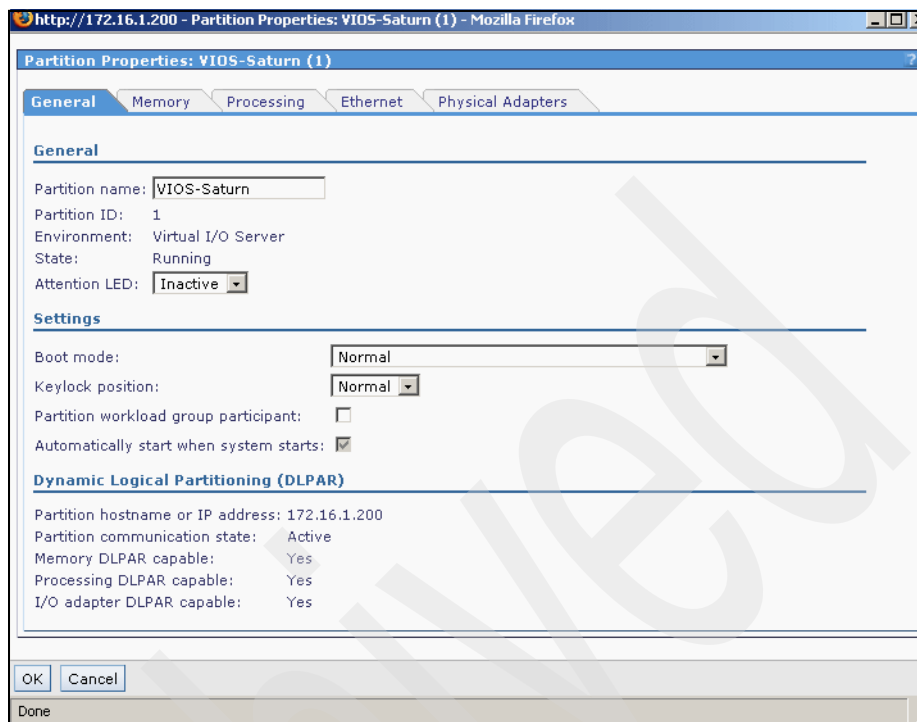 http://172.16.1.200 - Partition Properties: VIOS-Saturn (1) - Mozilla Firefox
Partition Properties: VIOS-Saturn (1) ?
General Memory Processing Ethernet Physical Adapters
General
Partition name: VIOS-Saturn
Partition ID: 1
Environment: Virtual I/O Server
State: Running
Attention LED: Inactive
Settings
Boot mode: Normal
Keylock position: Normal
Partition workload group participant:
Automatically start when system starts:
Dynamic Logical Partitioning (DLPAR)
Partition hostname or IP address: 172.16.1.200
Partition communication state: Active
Memory DLPAR capable: Yes
Processing DLPAR capable: Yes
I/O adapter DLPAR capable: Yes
OK Cancel
Done